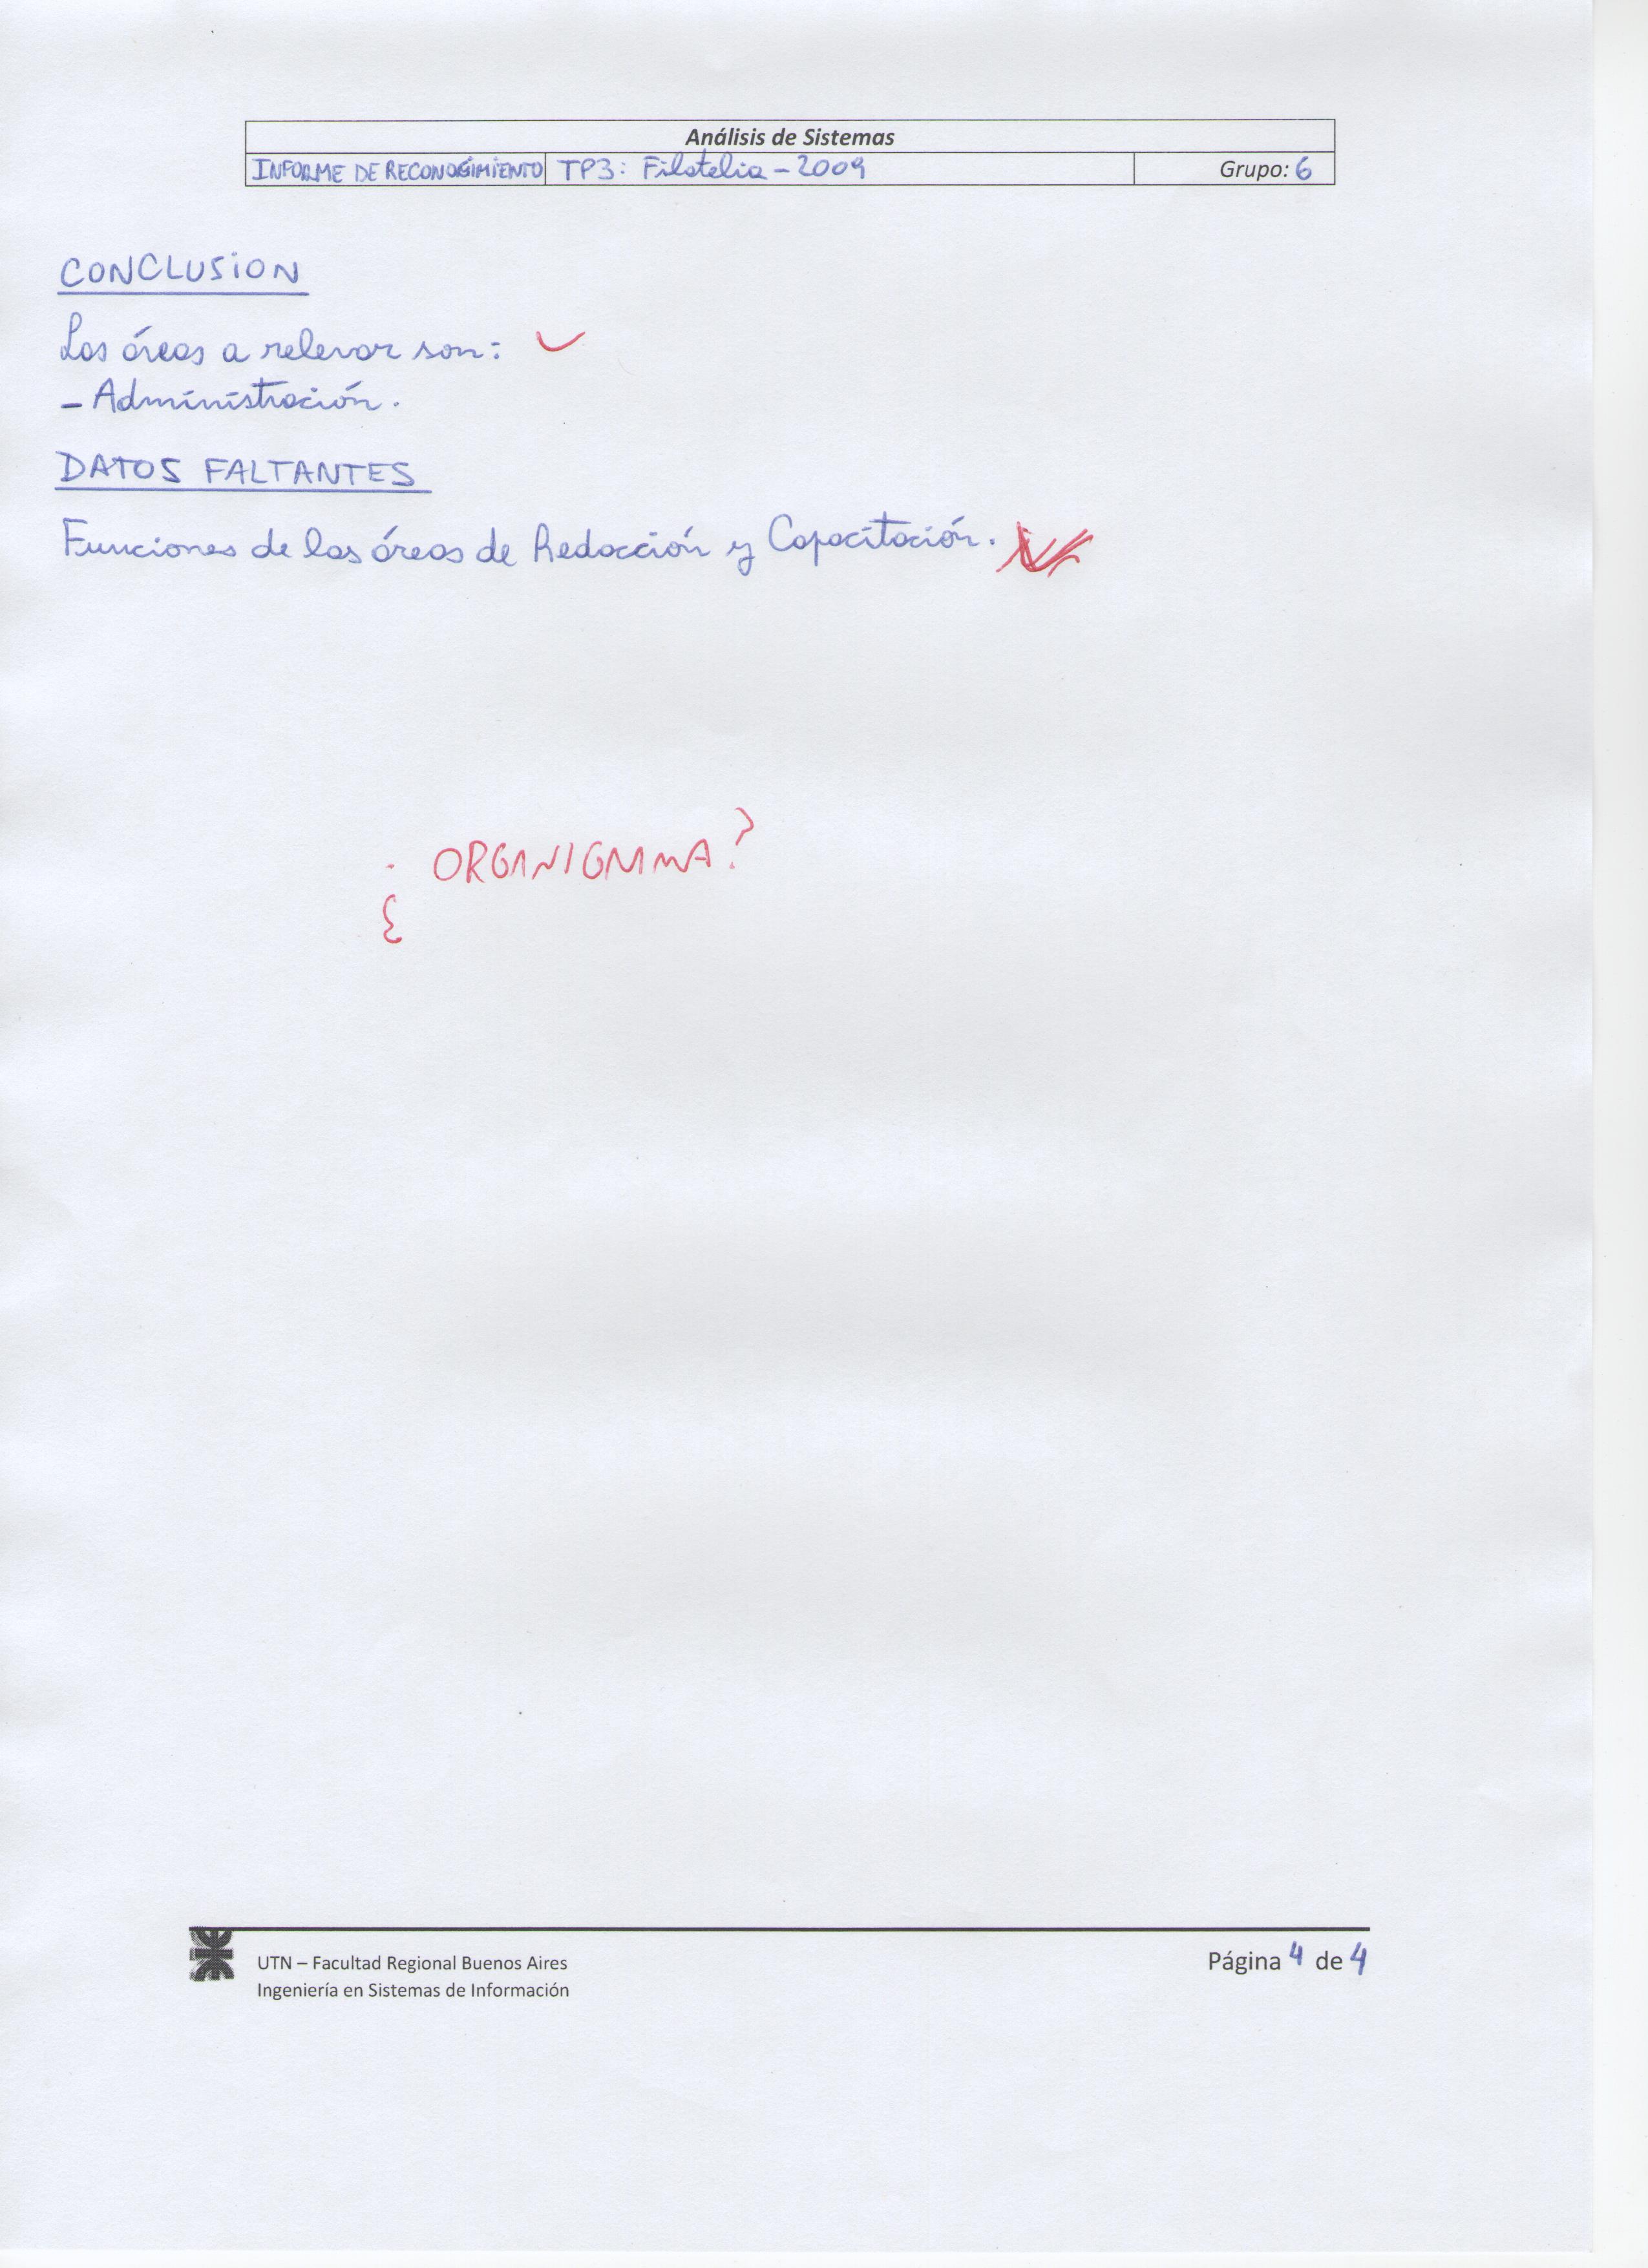 Análisis de Sistemas
INFORME DE RECONOCIMIENTO TP3: Filatelia - 2009 Grupo: 6
CONCLUSION
Las áreas a relevar son:
- Administración.
DATOS FALTANTES
Funciones de las áreas de Redacción y Capacitación.
¿ ORGANIGRAMA?
UTN – Facultad Regional Buenos Aires Página 4 de 4
Ingeniería en Sistemas de Información